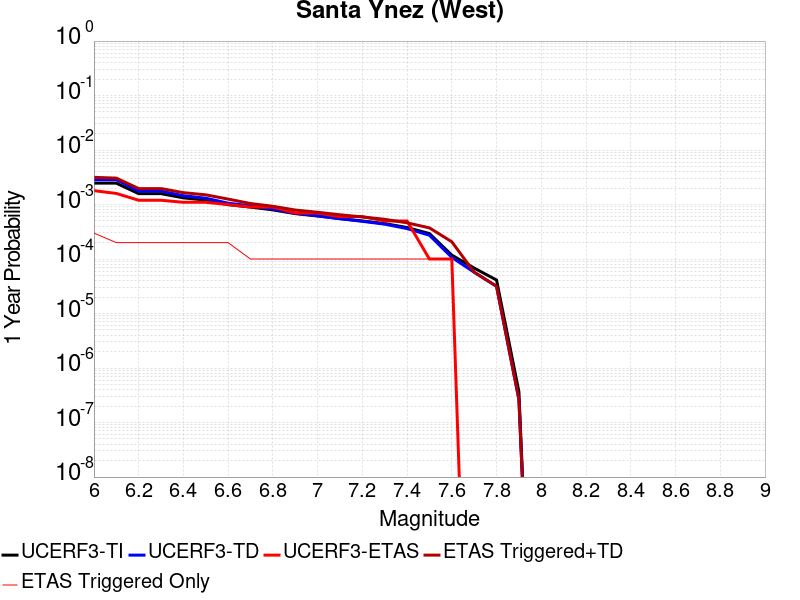 Santa Ynez (West)
10^0
10^-1
10^-2
10^-3
10^-4
10^-5
10^-6
10^-7
10^-8
1 Year Probability
6 6.2 6.4 6.6 6.8 7 7.2 7.4 7.6 7.8 8 8.2 8.4 8.6 8.8 9
Magnitude
UCERF3-TI UCERF3-TD UCERF3-ETAS ETAS Triggered+TD
ETAS Triggered Only